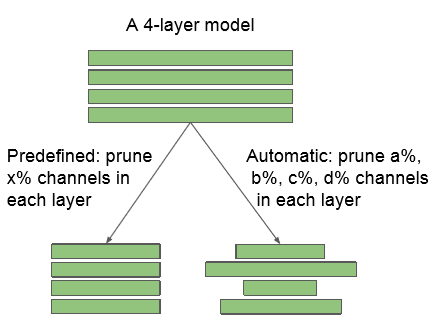 A 4-layer model
Predefined: prune
x% channels in
each layer
Automatic: prune a%,
b%, c%, d% channels
in each layer